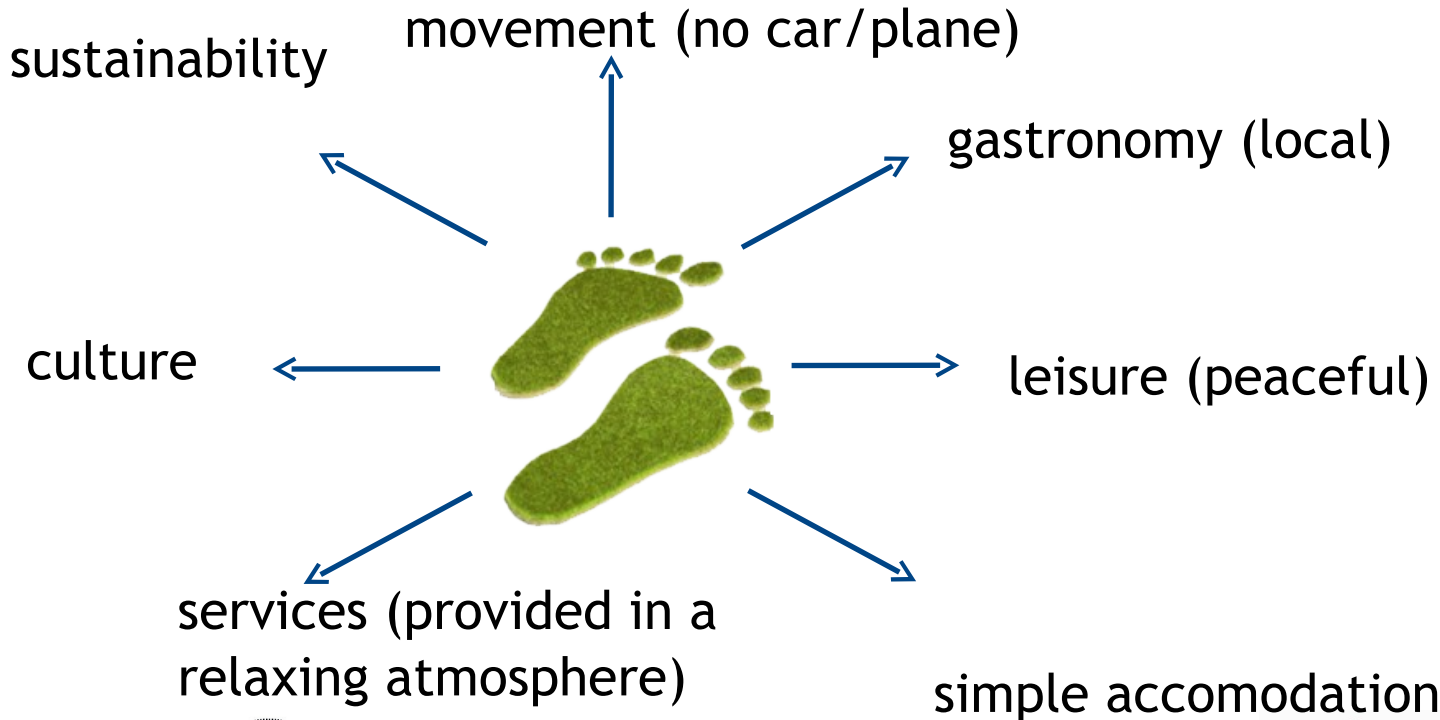 movement (no car/plane)
sustainability
gastronomy (local)
culture
leisure (peaceful)
services (provided in a
relaxing atmosphere)
simple accomodation